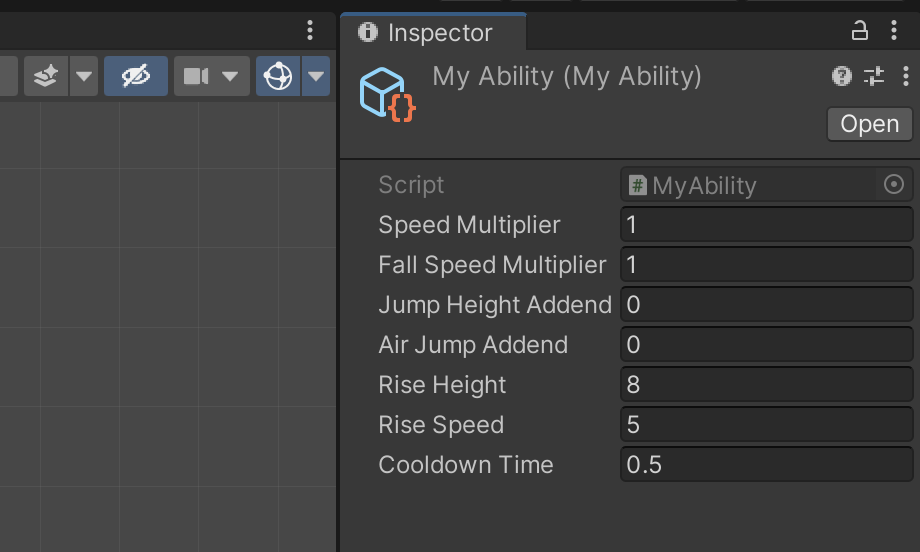 Inspector
My Ability (My Ability)
Open
Script # MyAbility
Speed Multiplier 1
Fall Speed Multiplier 1
Jump Height Addend 0
Air Jump Addend 0
Rise Height 8
Rise Speed 5
Cooldown Time 0.5